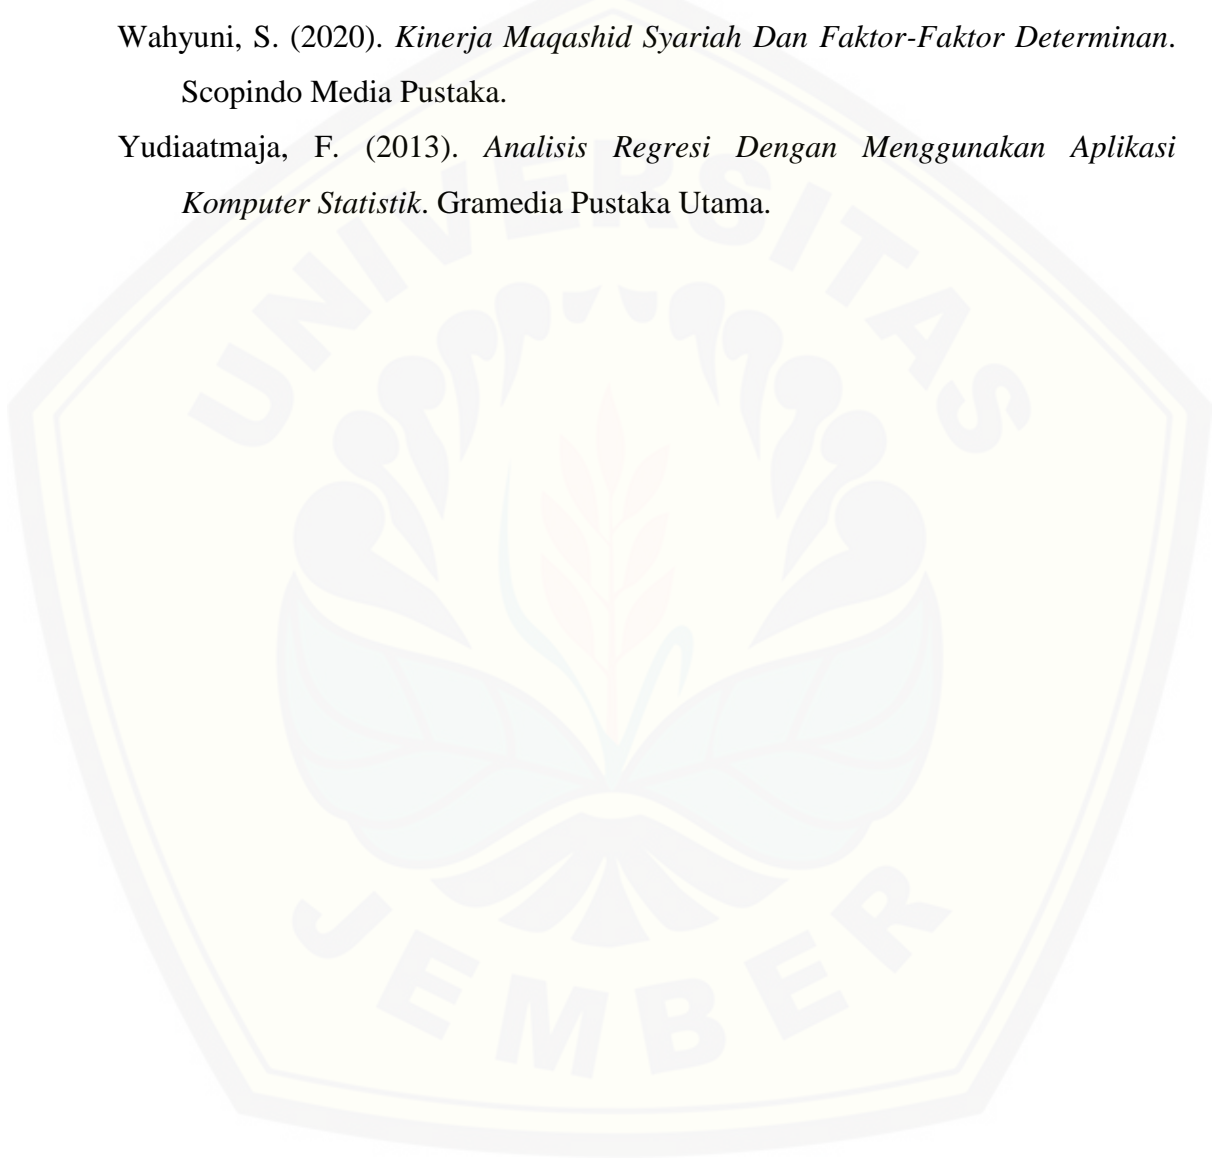 Wahyuni, S. (2020). Kinerja Maqashid Syariah Dan Faktor-Faktor Determinan.
Scopindo Media Pustaka.
Yudiaatmaja, F. (2013). Analisis Regresi Dengan Menggunakan Aplikasi
Komputer Statistik. Gramedia Pustaka Utama.
UNIVERSITAS
JEMBER